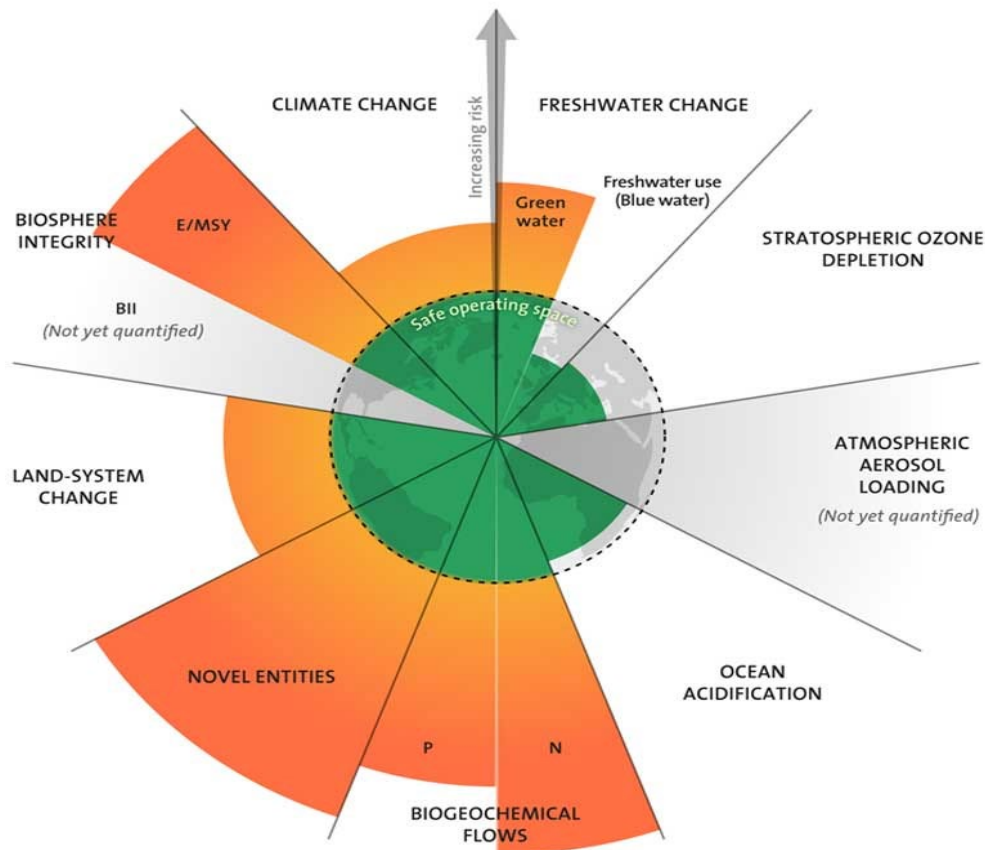 CLIMATE CHANGE
Increasing risk
FRESHWATER CHANGE
Green
water
Freshwater use
(Blue water)
STRATOSPHERIC OZONE
DEPLETION
BIOSPHERE
INTEGRITY
E/MSY
BII
(Not yet quantified)
Safe operating space
LAND-SYSTEM
CHANGE
ATMOSPHERIC
AEROSOL
LOADING
(Not yet quantified)
NOVEL ENTITIES
OCEAN
ACIDIFICATION
P
N
BIOGEOCHEMICAL
FLOWS